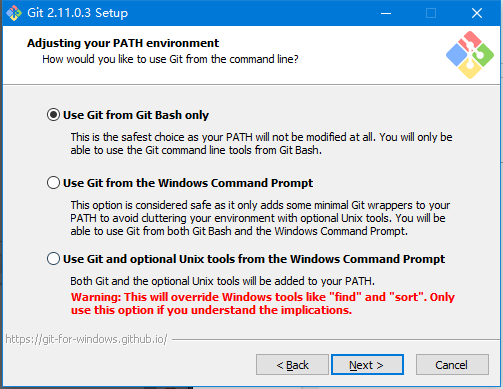 Git 2.11.0.3 Setup
Adjusting your PATH environment
How would you like to use Git from the command line?
Use Git from Git Bash only
This is the safest choice as your PATH will not be modified at all. You will only be
able to use the Git command line tools from Git Bash.
Use Git from the Windows Command Prompt
This option is considered safe as it only adds some minimal Git wrappers to your
PATH to avoid cluttering your environment with optional Unix tools. You will be
able to use Git from both Git Bash and the Windows Command Prompt.
Use Git and optional Unix tools from the Windows Command Prompt
Both Git and the optional Unix tools will be added to your PATH.
Warning: This will override Windows tools like "find" and "sort". Only
use this option if you understand the implications.
https://git-for-windows.github.io/
< Back Next > Cancel